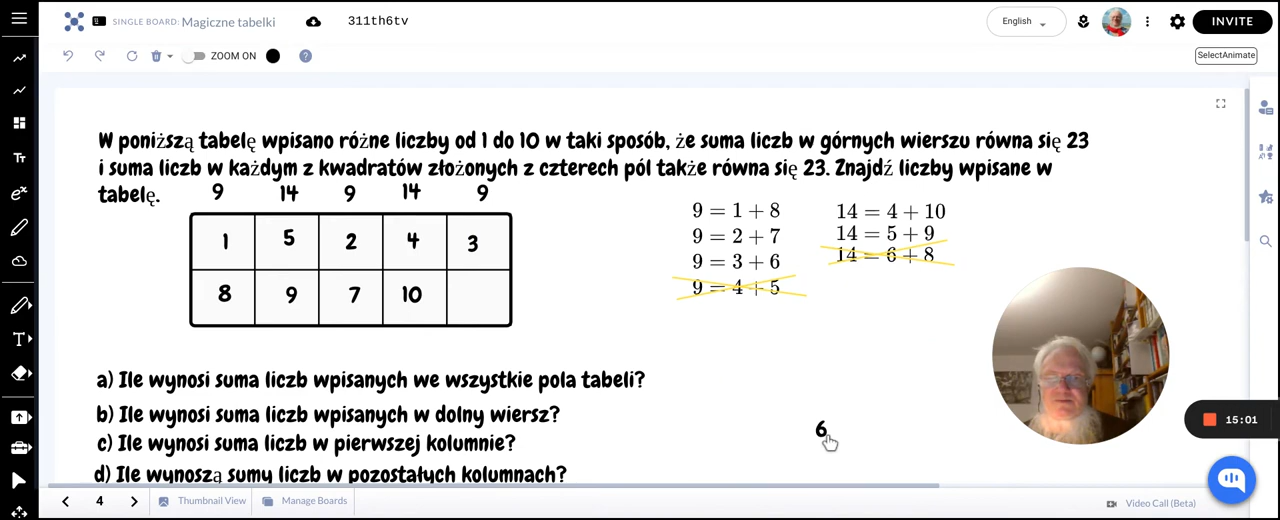 SINGLE BOARD: Magiczne tabelki
311th6tv
English
INVITE
ZOOM ON
SelectAnimate
W poniższą tabelę wpisano różne liczby od 1 do 10 w taki sposób, że suma liczb w górnych wierszu równa się 23
i suma liczb w każdym z kwadratów złożonych z czterech pól także równa się 23. Znajdź liczby wpisane w
tabelę.
9 14 9 14 9
1 5 2 4 3
8 9 7 10
9 = 1 + 8
9 = 2 + 7
9 = 3 + 6
9 = 4 + 5
14 = 4 + 10
14 = 5 + 9
14 = 6 + 8
a) Ile wynosi suma liczb wpisanych we wszystkie pola tabeli?
b) Ile wynosi suma liczb wpisanych w dolny wiersz?
c) Ile wynosi suma liczb w pierwszej kolumnie?
d) Ile wynoszą sumy liczb w pozostałych kolumnach?
6
15:01
4
Thumbnail View
Manage Boards
Video Call (Beta)